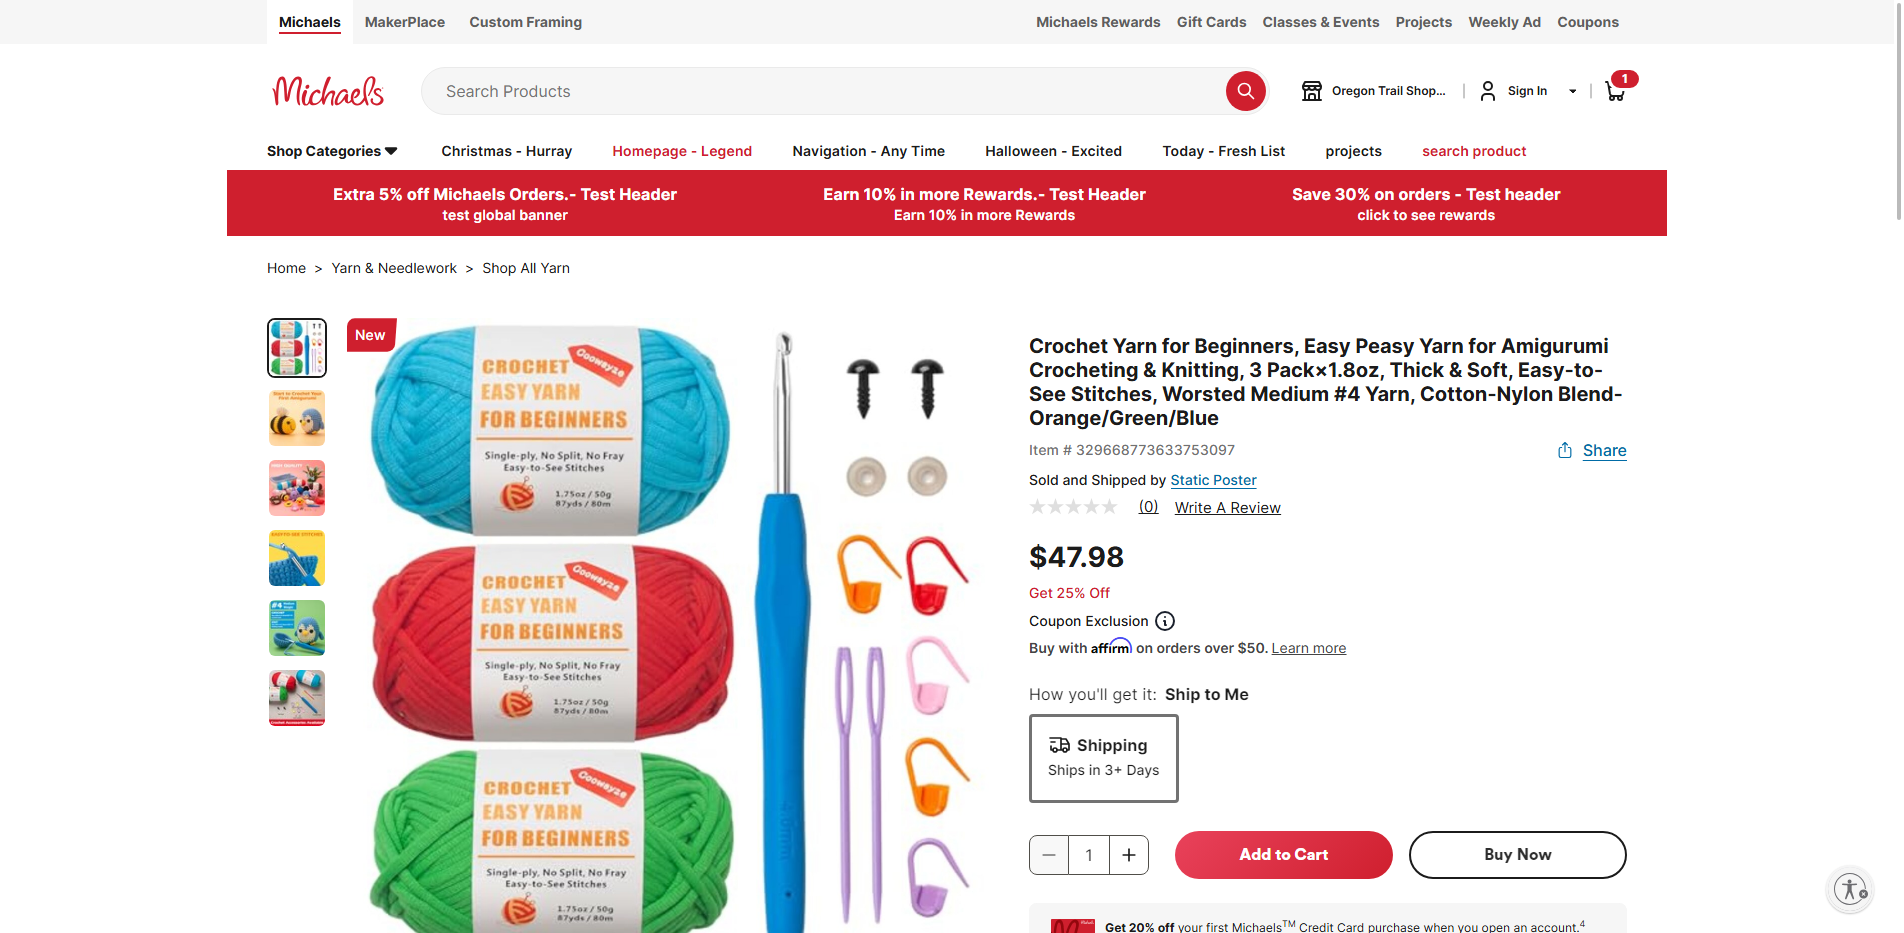 Michaels
MakerPlace
Custom Framing
Michaels Rewards
Gift Cards
Classes & Events
Projects
Weekly Ad
Coupons
Michaels
Search Products
Oregon Trail Shop...
Sign In
1
Shop Categories
Christmas - Hurray
Homepage - Legend
Navigation - Any Time
Halloween - Excited
Today - Fresh List
projects
search product
Extra 5% off Michaels Orders.- Test Header
test global banner
Earn 10% in more Rewards.- Test Header
Earn 10% in more Rewards
Save 30% on orders - Test header
click to see rewards
Home > Yarn & Needlework > Shop All Yarn
New
Coowayze
CROCHET
EASY YARN
FOR BEGINNERS
Single-ply, No Split, No Fray
Easy-to-See Stitches
1.75oz / 50g
87yds / 80m
Coowayze
CROCHET
EASY YARN
FOR BEGINNERS
Single-ply, No Split, No Fray
Easy-to-See Stitches
1.75oz / 50g
87yds / 80m
Coowayze
CROCHET
EASY YARN
FOR BEGINNERS
Single-ply, No Split, No Fray
Easy-to-See Stitches
1.75oz / 50g
87yds / 80m
Crochet Yarn for Beginners, Easy Peasy Yarn for Amigurumi
Crocheting & Knitting, 3 Pack×1.8oz, Thick & Soft, Easy-to-
See Stitches, Worsted Medium #4 Yarn, Cotton-Nylon Blend-
Orange/Green/Blue
Item # 329668773633753097
Share
Sold and Shipped by Static Poster
(0)
Write A Review
$47.98
Get 25% Off
Coupon Exclusion
Buy with affirm on orders over $50. Learn more
How you'll get it: Ship to Me
Shipping
Ships in 3+ Days
1
Add to Cart
Buy Now
Get 20% off your first Michaels™ Credit Card purchase when you open an account.⁴